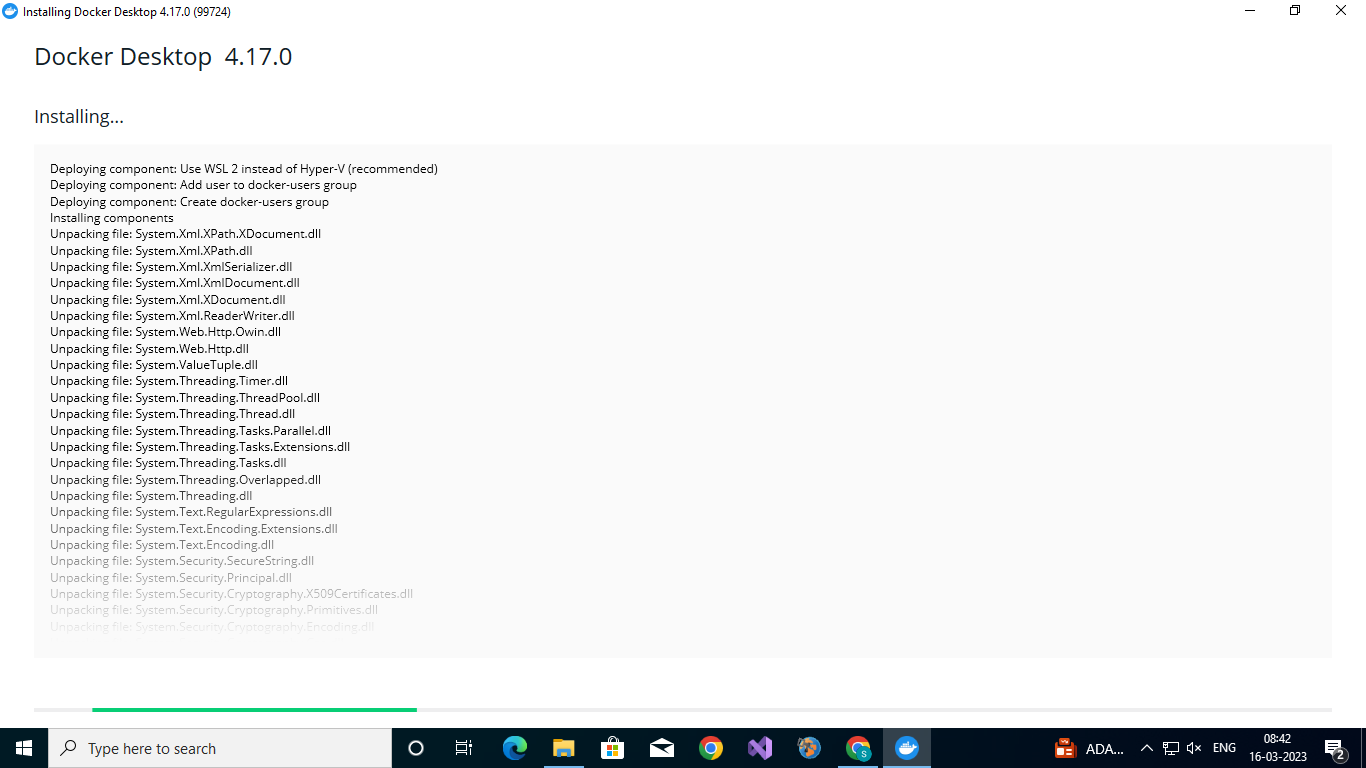 Installing Docker Desktop 4.17.0 (99724)
Docker Desktop 4.17.0
Installing...
Deploying component: Use WSL 2 instead of Hyper-V (recommended)
Deploying component: Add user to docker-users group
Deploying component: Create docker-users group
Installing components
Unpacking file: System.Xml.XPath.XDocument.dll
Unpacking file: System.Xml.XPath.dll
Unpacking file: System.Xml.XmlSerializer.dll
Unpacking file: System.Xml.XmlDocument.dll
Unpacking file: System.Xml.XDocument.dll
Unpacking file: System.Xml.ReaderWriter.dll
Unpacking file: System.Web.Http.Owin.dll
Unpacking file: System.Web.Http.dll
Unpacking file: System.ValueTuple.dll
Unpacking file: System.Threading.Timer.dll
Unpacking file: System.Threading.ThreadPool.dll
Unpacking file: System.Threading.Thread.dll
Unpacking file: System.Threading.Tasks.Parallel.dll
Unpacking file: System.Threading.Tasks.Extensions.dll
Unpacking file: System.Threading.Tasks.dll
Unpacking file: System.Threading.Overlapped.dll
Unpacking file: System.Threading.dll
Unpacking file: System.Text.RegularExpressions.dll
Unpacking file: System.Text.Encoding.Extensions.dll
Unpacking file: System.Text.Encoding.dll
Unpacking file: System.Security.SecureString.dll
Unpacking file: System.Security.Principal.dll
Unpacking file: System.Security.Cryptography.X509Certificates.dll
Unpacking file: System.Security.Cryptography.Primitives.dll
Unpacking file: System.Security.Cryptography.Encoding.dll
Type here to search
S
ADA...
ENG
08:42
16-03-2023
2